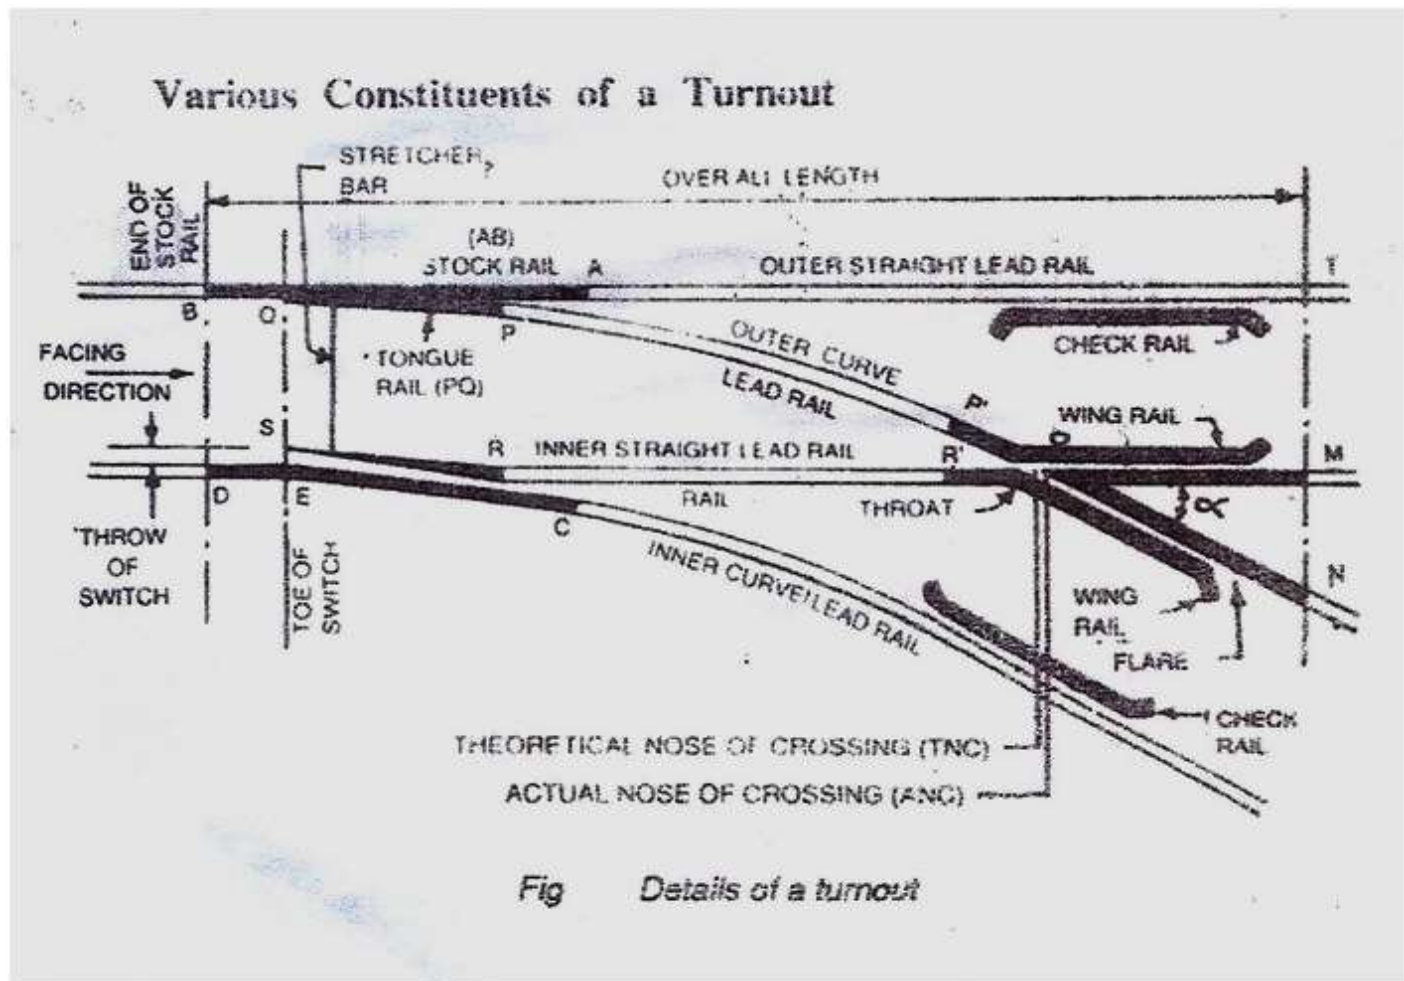 Various Constituents of a Turnout
STRETCHER,
BAR
OVER ALL LENGTH
END OF
STOCK
RAIL
(AB)
STOCK RAIL
A
OUTER STRAIGHT LEAD RAIL
T
B
Q
P
TONGUE
RAIL (PQ)
OUTER CURVE
LEAD RAIL
CHECK RAIL
FACING
DIRECTION
P'
WING RAIL
S
R
INNER STRAIGHT LEAD RAIL
R'
O
M
D
E
RAIL
THROAT
α
C
THROW
OF
SWITCH
TOE OF
SWITCH
INNER CURVE LEAD RAIL
N
WING
RAIL
FLARE
CHECK
RAIL
THEORETICAL NOSE OF CROSSING (TNC)
ACTUAL NOSE OF CROSSING (ANC)
Fig Details of a turnout